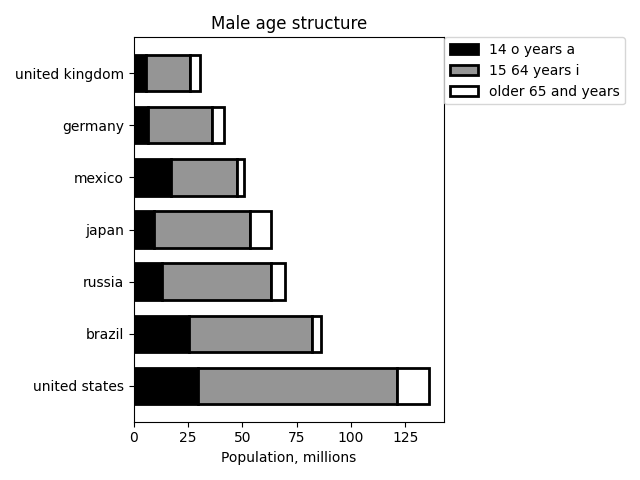 Male age structure
14 o years a
15 64 years i
older 65 and years
united kingdom
germany
mexico
japan
russia
brazil
united states
0 25 50 75 100 125
Population, millions